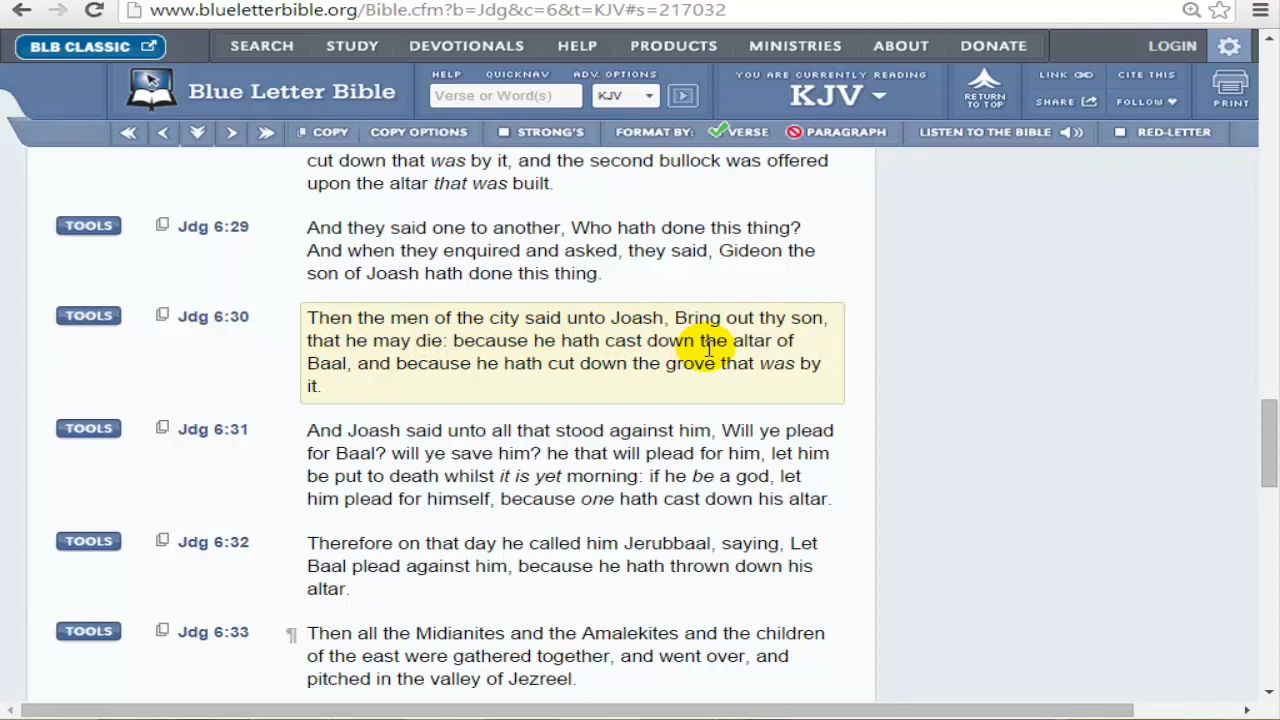 www.blueletterbible.org/Bible.cfm?b=Jdg&c=6&t=KJV#s=217032
BLB CLASSIC
SEARCH STUDY DEVOTIONALS HELP PRODUCTS MINISTRIES ABOUT DONATE LOGIN
HELP QUICKNAV ADV. OPTIONS
YOU ARE CURRENTLY READING
LINK CITE THIS
Blue Letter Bible
Verse or Word(s) KJV
KJV
RETURN
TO TOP
SHARE FOLLOW
PRINT
COPY COPY OPTIONS STRONG'S FORMAT BY: VERSE PARAGRAPH LISTEN TO THE BIBLE RED-LETTER
cut down that was by it, and the second bullock was offered
upon the altar that was built.
TOOLS Jdg 6:29 And they said one to another, Who hath done this thing?
And when they enquired and asked, they said, Gideon the
son of Joash hath done this thing.
TOOLS Jdg 6:30 Then the men of the city said unto Joash, Bring out thy son,
that he may die: because he hath cast down the altar of
Baal, and because he hath cut down the grove that was by
it.
TOOLS Jdg 6:31 And Joash said unto all that stood against him, Will ye plead
for Baal? will ye save him? he that will plead for him, let him
be put to death whilst it is yet morning: if he be a god, let
him plead for himself, because one hath cast down his altar.
TOOLS Jdg 6:32 Therefore on that day he called him Jerubbaal, saying, Let
Baal plead against him, because he hath thrown down his
altar.
TOOLS Jdg 6:33 ¶ Then all the Midianites and the Amalekites and the children
of the east were gathered together, and went over, and
pitched in the valley of Jezreel.